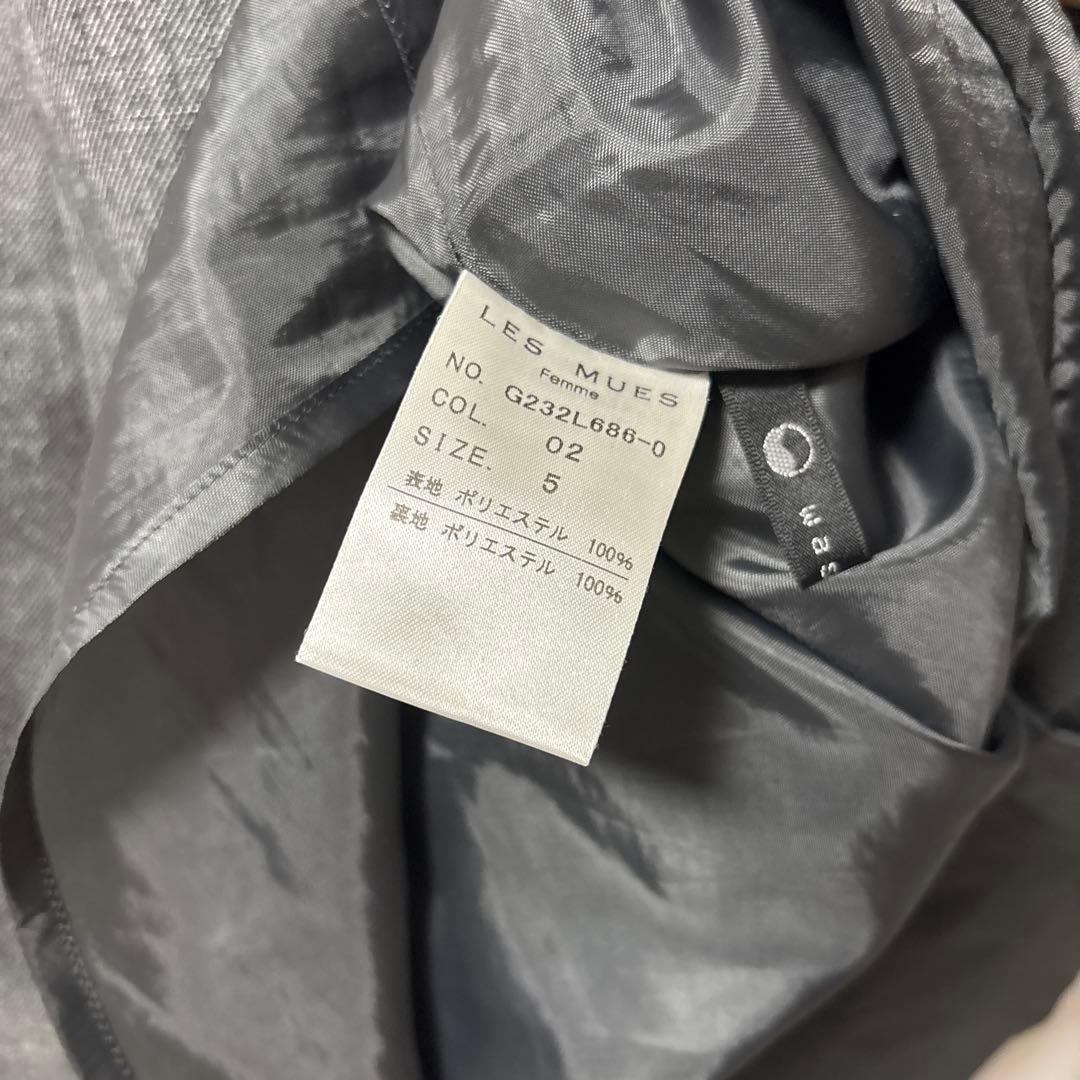 LES MUES
Femme
NO. G232L686-0
COL. 02
SIZE. 5
表地 ポリエステル 100%
裏地 ポリエステル 100%
was